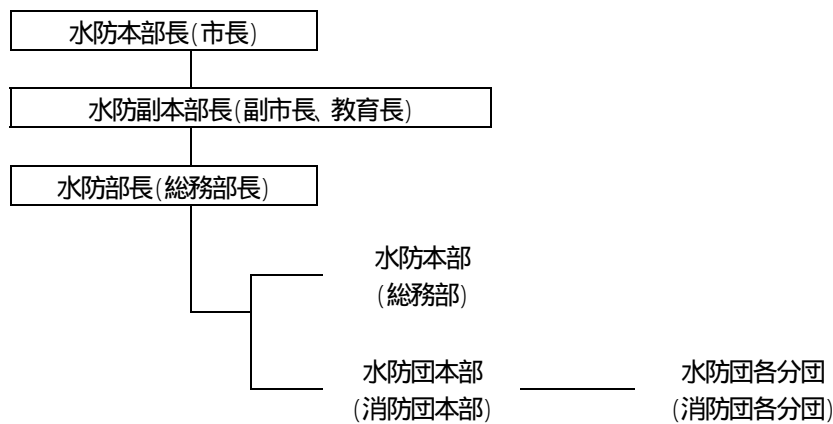 水防本部長(市長)
水防副本部長(副市長、教育長)
水防部長(総務部長)
水防本部
(総務部)
水防団本部
(消防団本部)
水防団各分団
(消防団各分団)